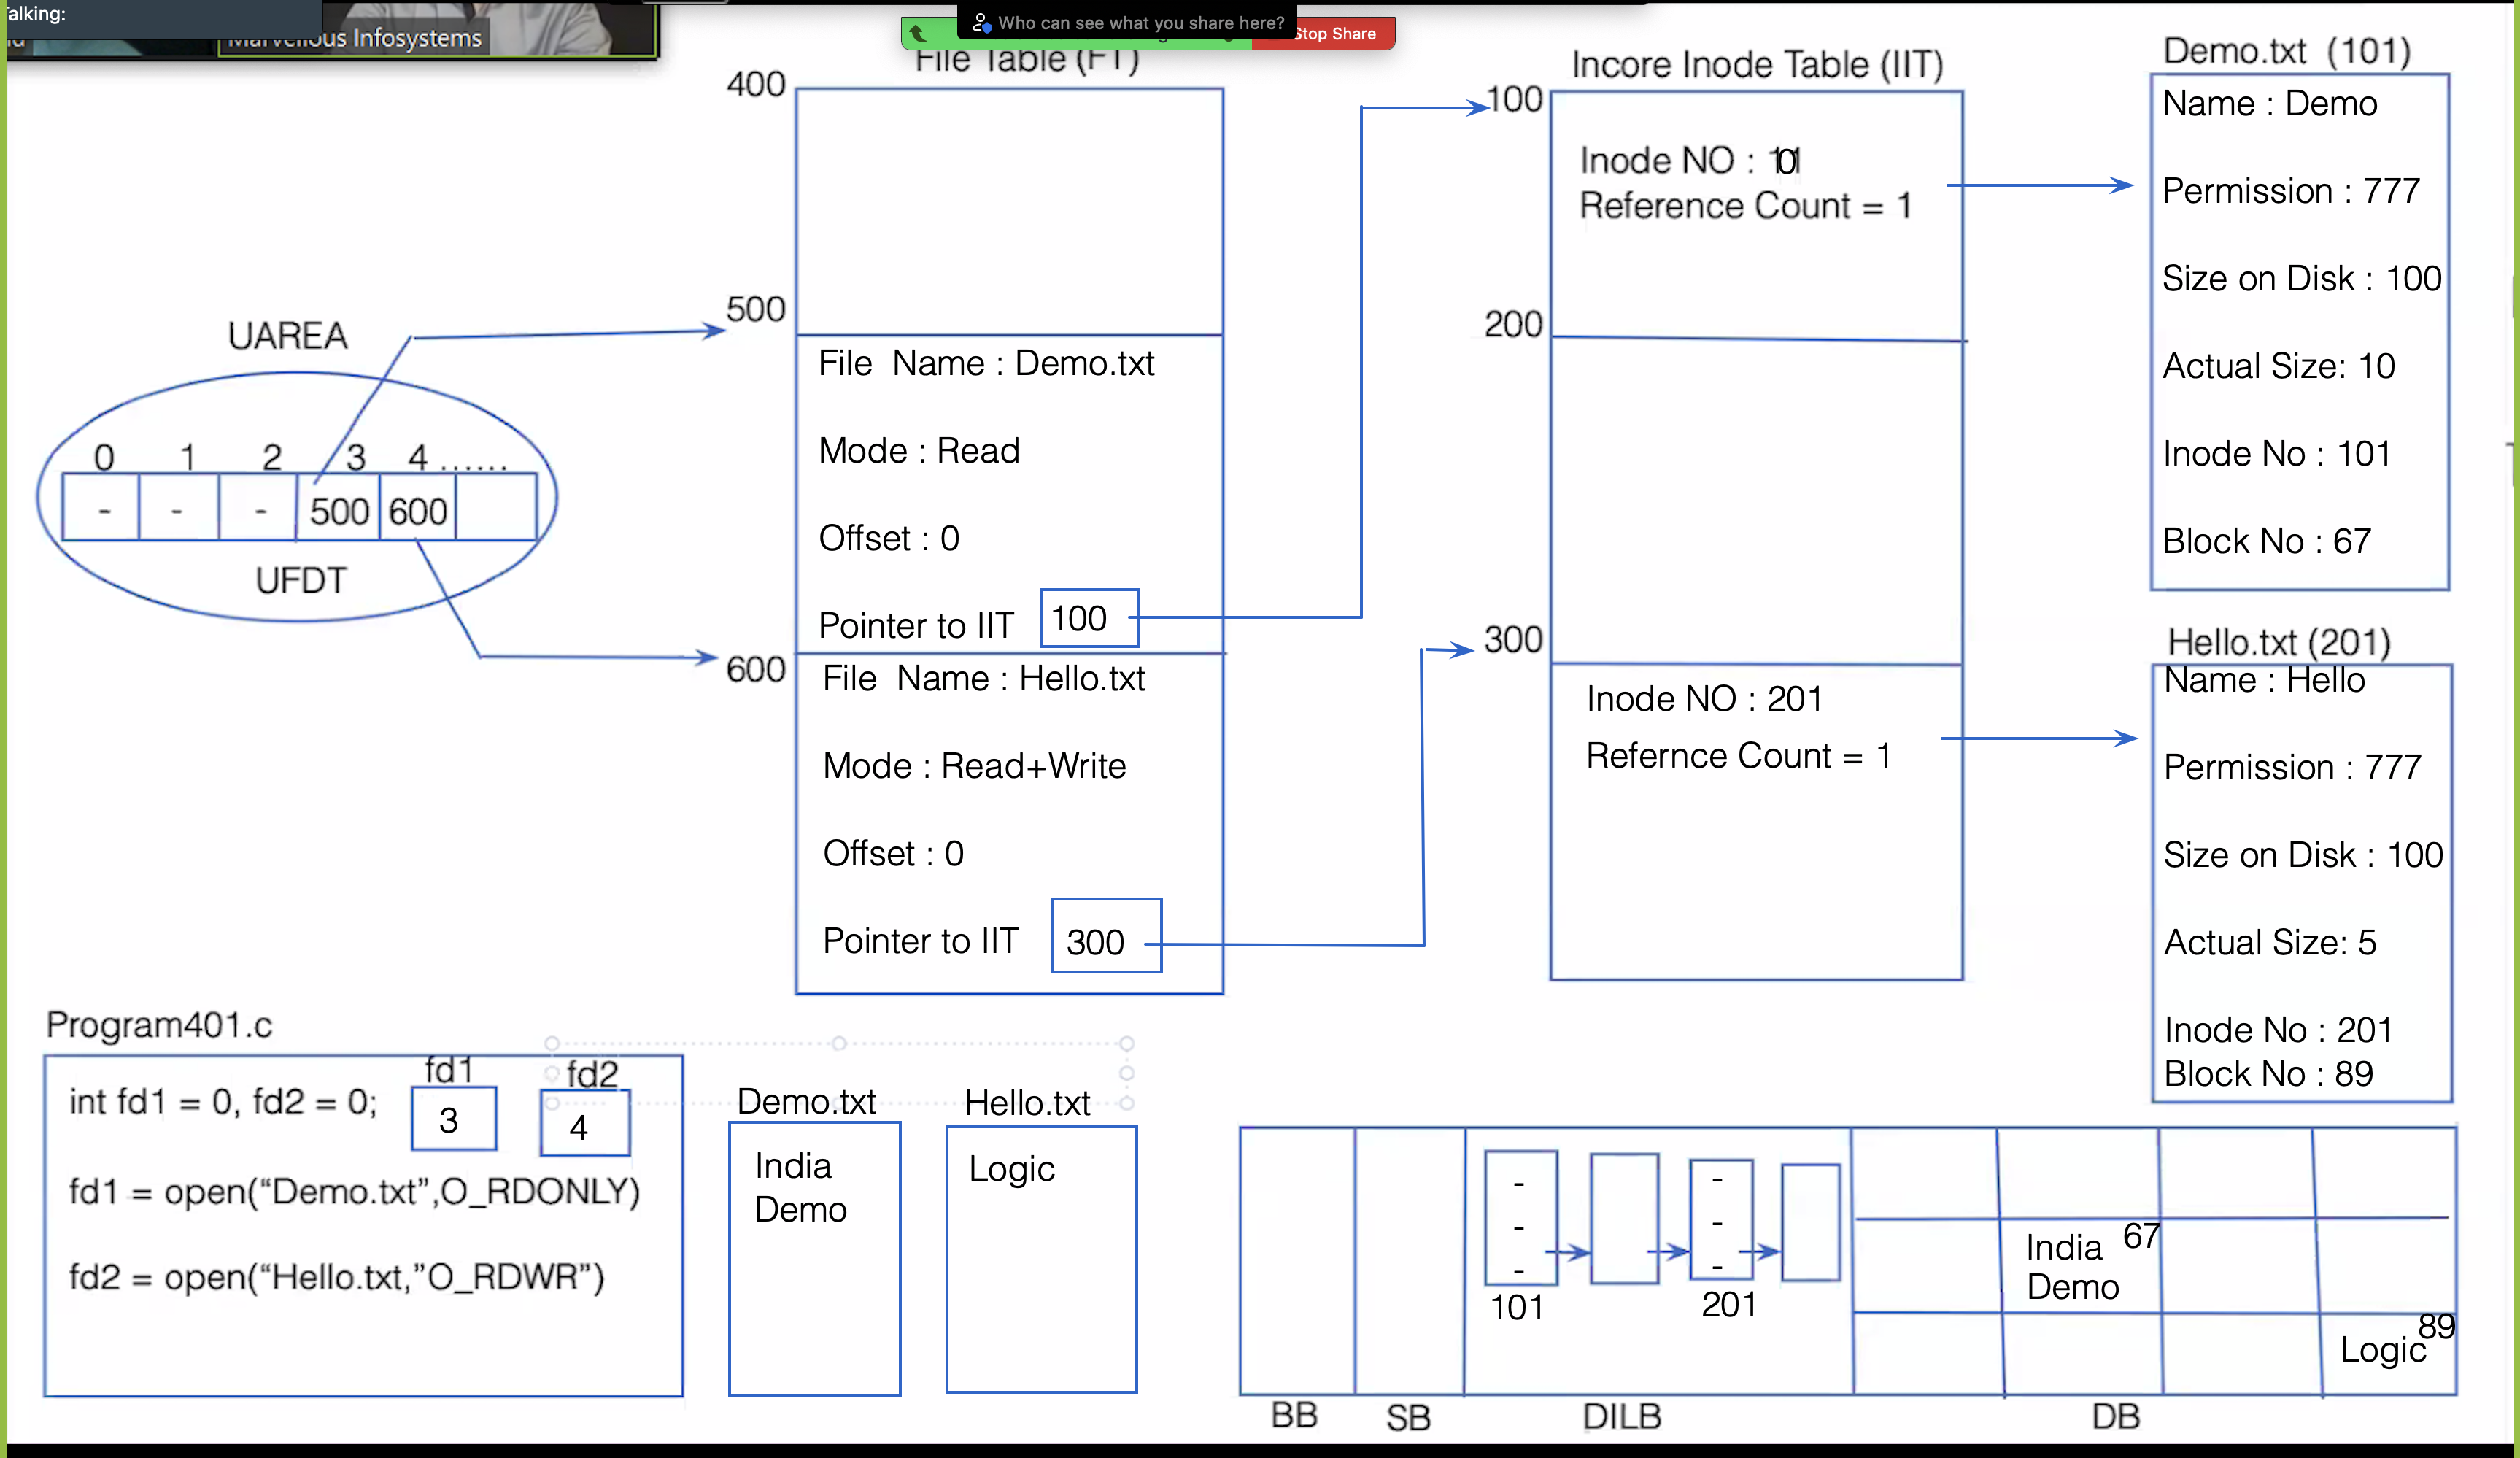 Talking:
Marvellous Infosystems
Who can see what you share here?
Stop Share
File Table (FT)
400
500
600
File Name : Demo.txt
Mode : Read
Offset : 0
Pointer to IIT 100
File Name : Hello.txt
Mode : Read+Write
Offset : 0
Pointer to IIT 300
UAREA
0 1 2 3 4 ......
- - - 500 600
UFDT
Incore Inode Table (IIT)
100
Inode NO :
Reference Count = 1
200
300
Inode NO : 201
Refernce Count = 1
Demo.txt (101)
Name : Demo
Permission : 777
Size on Disk : 100
Actual Size: 10
Inode No : 101
Block No : 67
Hello.txt (201)
Name : Hello
Permission : 777
Size on Disk : 100
Actual Size: 5
Inode No : 201
Block No : 89
Program401.c
fd1 fd2
int fd1 = 0, fd2 = 0; 3 4
fd1 = open(“Demo.txt”,O_RDONLY)
fd2 = open(“Hello.txt,”O_RDWR”)
Demo.txt
India
Demo
Hello.txt
Logic
-
-
-
101
-
-
-
201
India 67
Demo
89
Logic
BB SB DILB DB